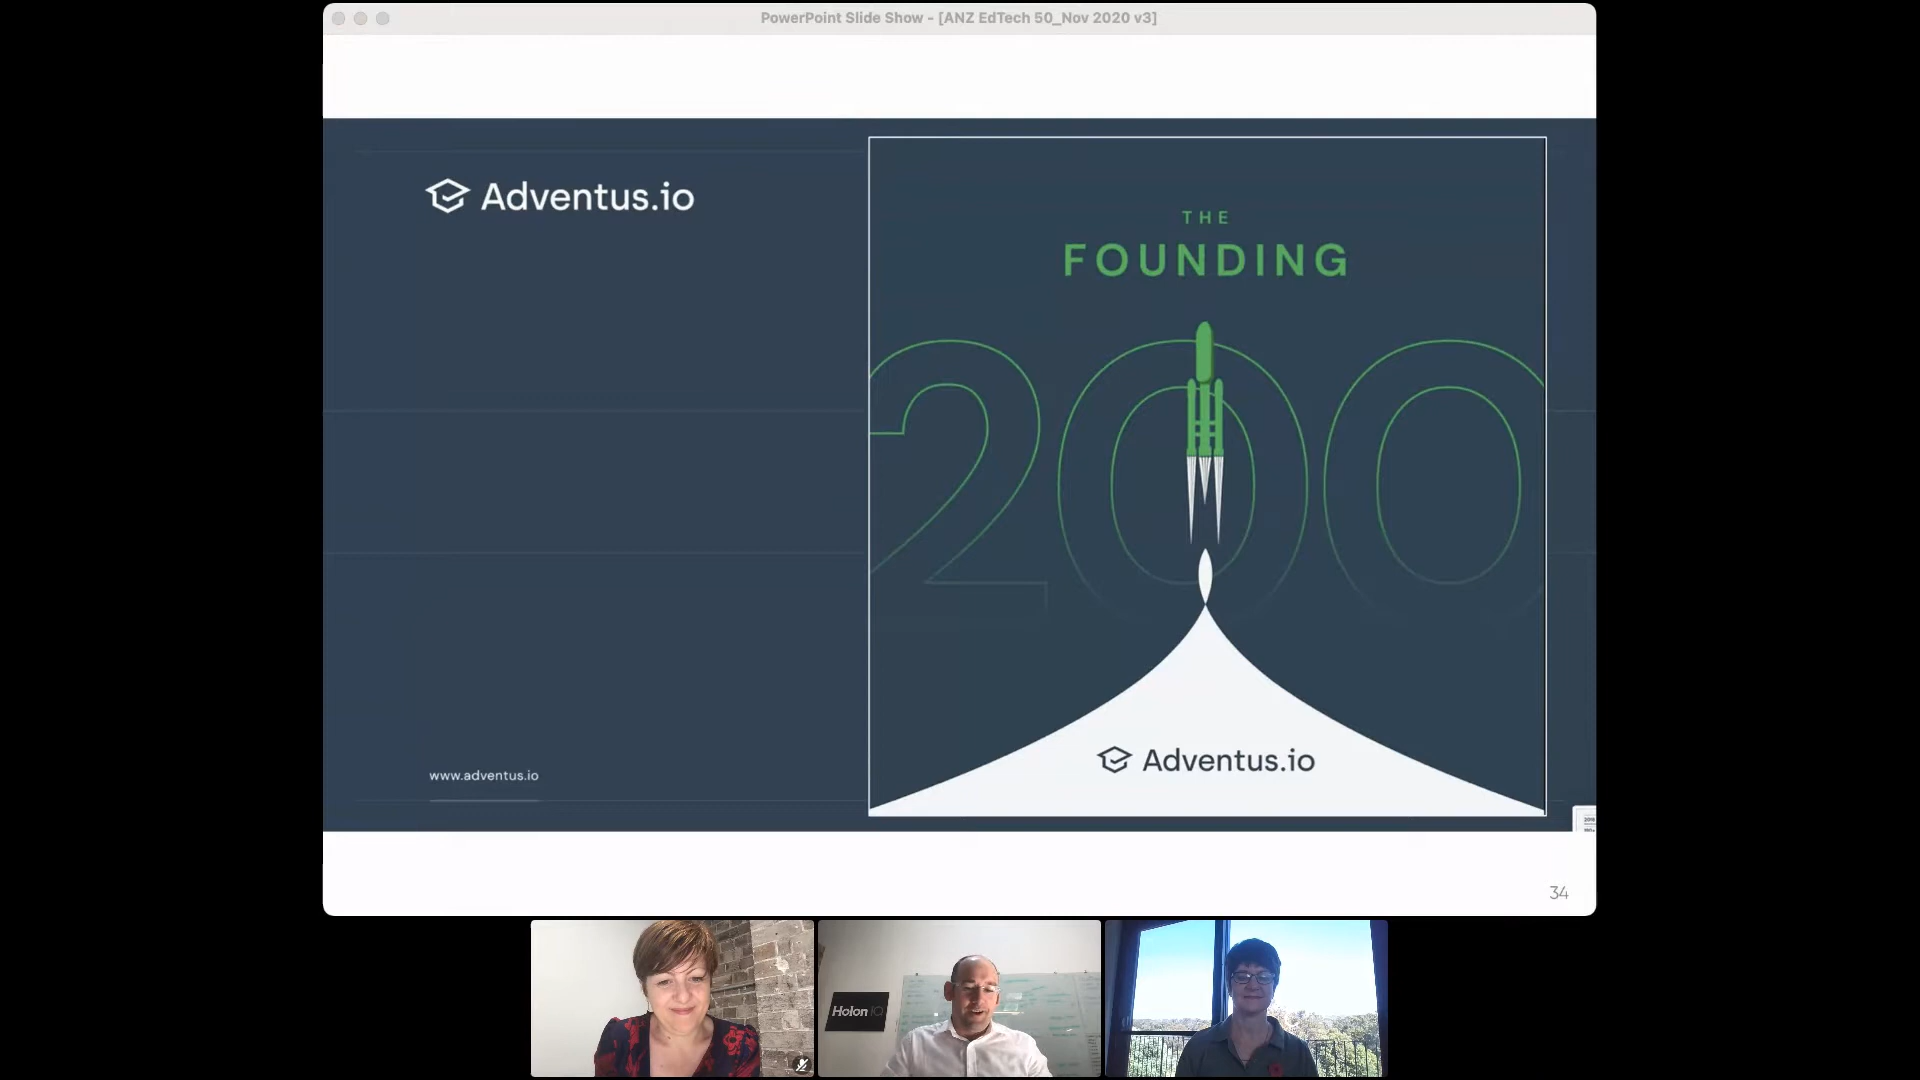 PowerPoint Slide Show - [ANZ EdTech 50_Nov 2020 v3]
Adventus.io
THE
FOUNDING
200
Adventus.io
www.adventus.io
34
HolonIQ